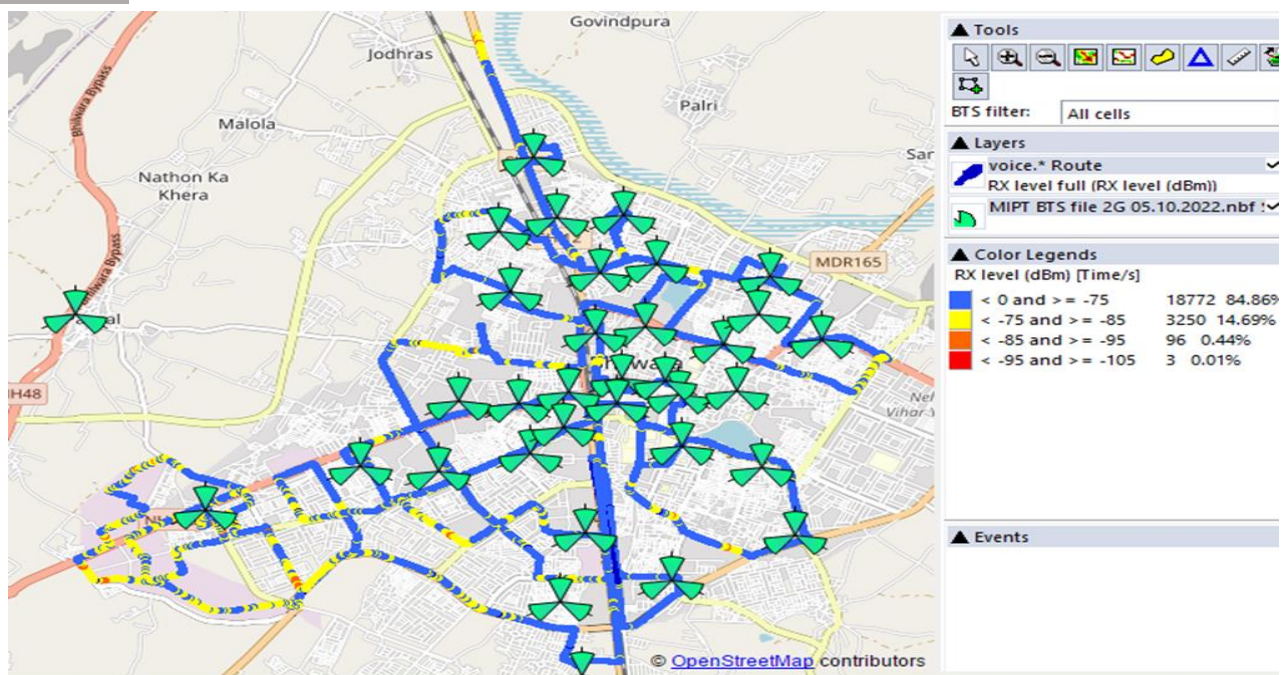 Govindpura
Jodhras
Bhilwara Bypass
Palri
Malola
Nathon Ka
Khera
MDR165
Bhilwara Bypass
NH48
Vihar
© OpenStreetMap contributors
Tools
BTS filter: All cells
Layers
voice.* Route
RX level full (RX level (dBm))
MIPT BTS file 2G 05.10.2022.nbf
Color Legends
RX level (dBm) [Time/s]
< 0 and >= -75 18772 84.86%
< -75 and >= -85 3250 14.69%
< -85 and >= -95 96 0.44%
< -95 and >= -105 3 0.01%
Events